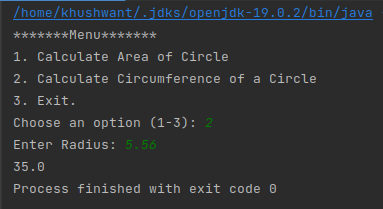 /home/khushwant/.jdks/openjdk-19.0.2/bin/java
*******Menu*******
1. Calculate Area of Circle
2. Calculate Circumference of a Circle
3. Exit.
Choose an option (1-3): 2
Enter Radius: 5.56
35.0
Process finished with exit code 0